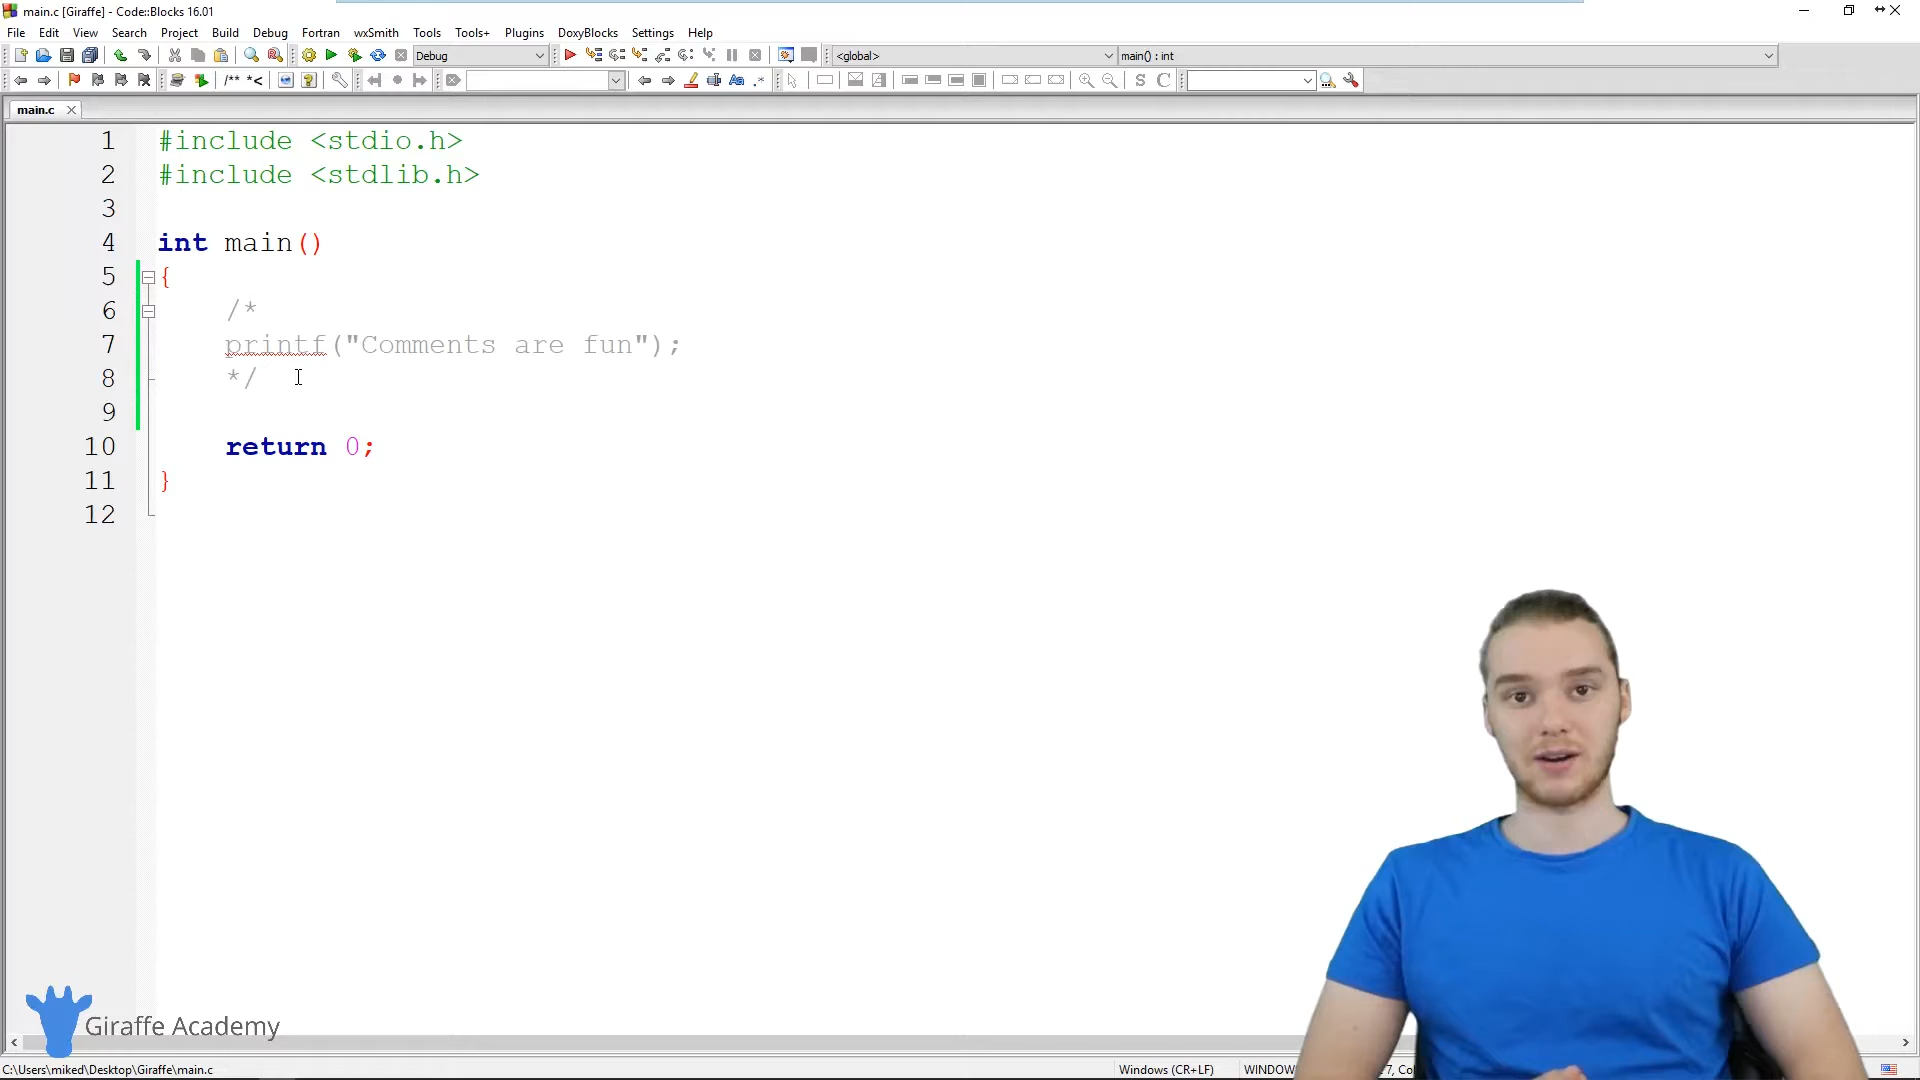 main.c [Giraffe] - Code::Blocks 16.01
File Edit View Search Project Build Debug Fortran wxSmith Tools Tools+ Plugins DoxyBlocks Settings Help
Debug <global> main() : int
/** *<
S C
main.c
1 #include <stdio.h>
2 #include <stdlib.h>
3
4 int main()
5 {
6 /*
7 printf("Comments are fun");
8 */
9
10 return 0;
11 }
12
Giraffe Academy
C:\Users\miked\Desktop\Giraffe\main.c Windows (CR+LF) WINDOW 7, Co